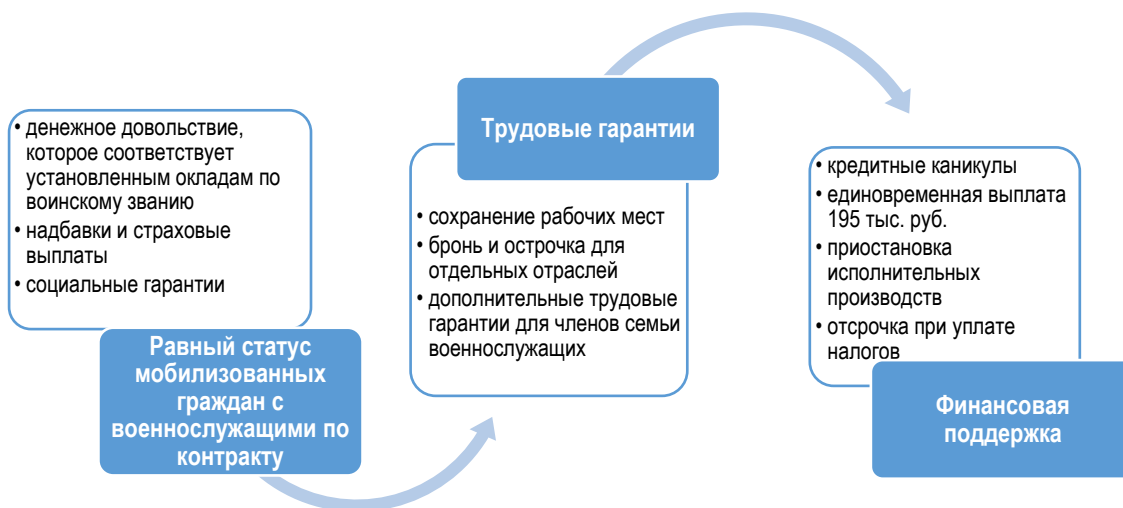 • денежное довольствие,
которое соответствует
установленным окладам по
воинскому званию
• надбавки и страховые
выплаты
• социальные гарантии
Равный статус
мобилизованных
граждан с
военнослужащими по
контракту
Трудовые гарантии
• сохранение рабочих мест
• бронь и острочка для
отдельных отраслей
• дополнительные трудовые
гарантии для членов семьи
военнослужащих
• кредитные каникулы
• единовременная выплата
195 тыс. руб.
• приостановка
исполнительных
производств
• отсрочка при уплате
налогов
Финансовая
поддержка